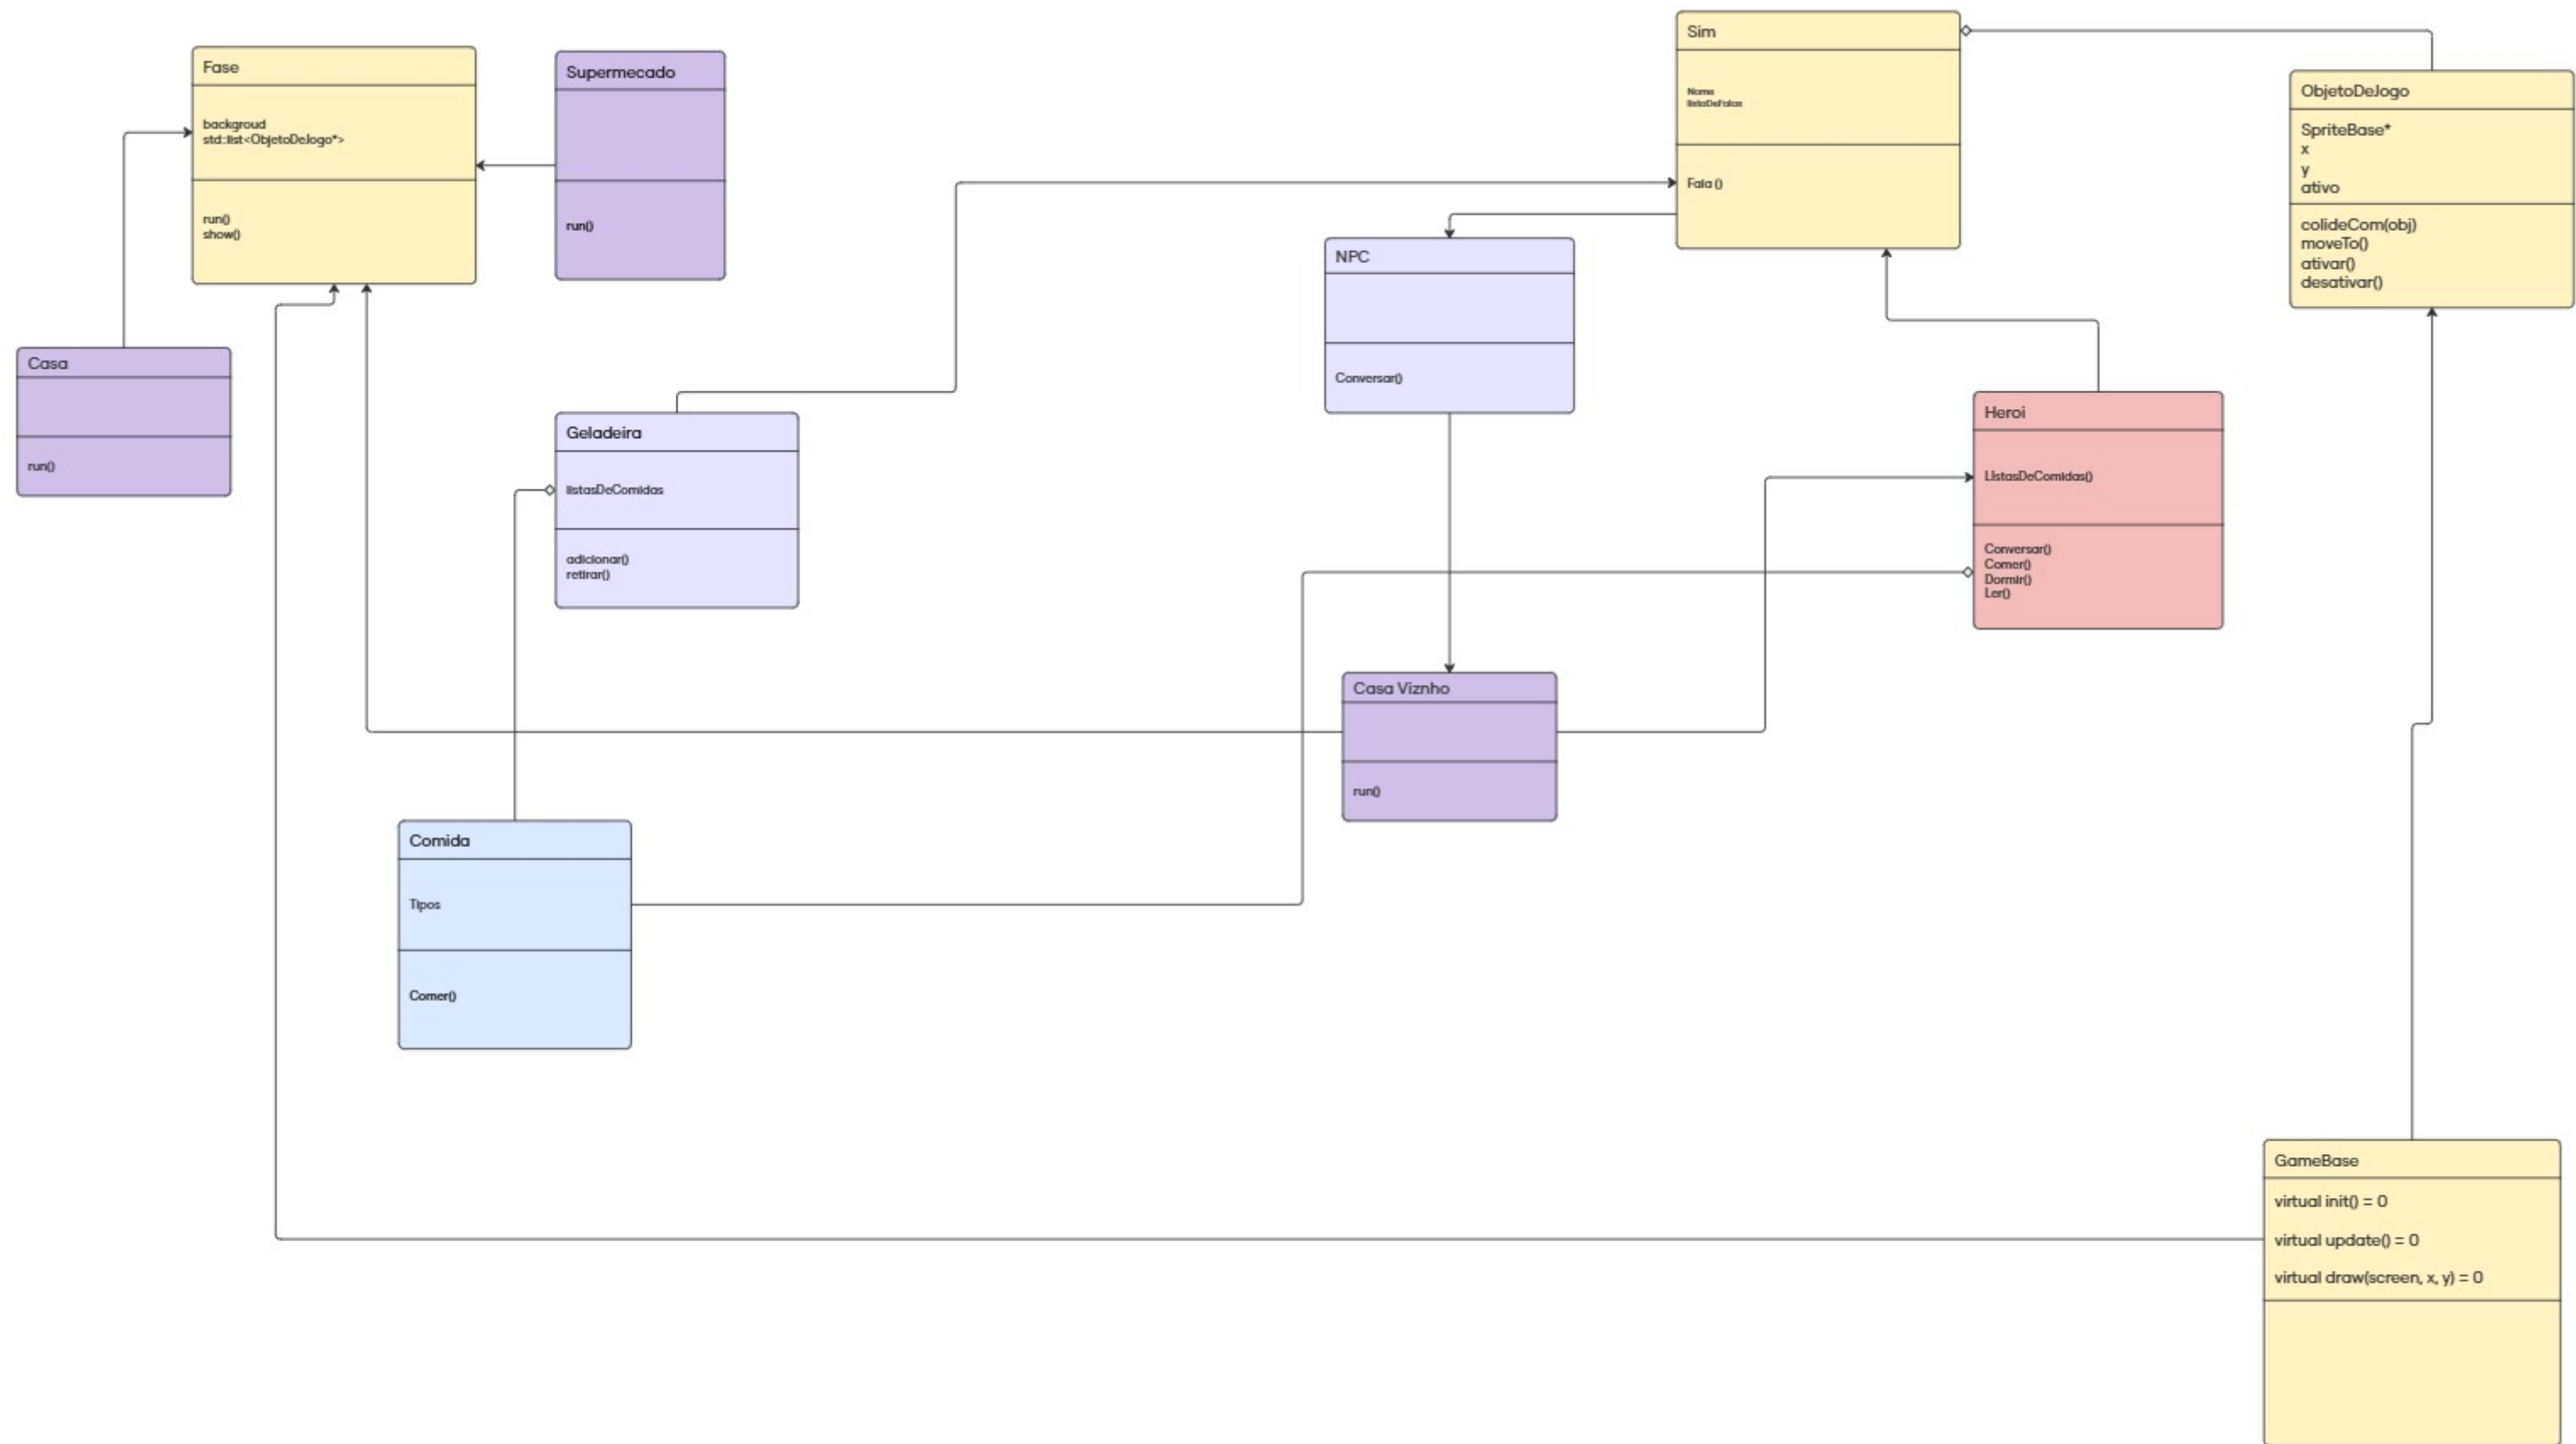 Fase
backgroud
std::list<ObjetoDeJogo*>
run()
show()
Supermecado
run()
Sim
Nome
listaDeFalas
Fala ()
ObjetoDeJogo
SpriteBase*
x
y
ativo
colideCom(obj)
moveTo()
ativar()
desativar()
NPC
Conversar()
Casa
run()
Geladeira
listasDeComidas
adicionar()
retirar()
Heroi
LIstasDeComidas()
Conversar()
Comer()
Dormir()
Ler()
Casa Viznho
run()
Comida
Tipos
Comer()
GameBase
virtual init() = 0
virtual update() = 0
virtual draw(screen, x, y) = 0